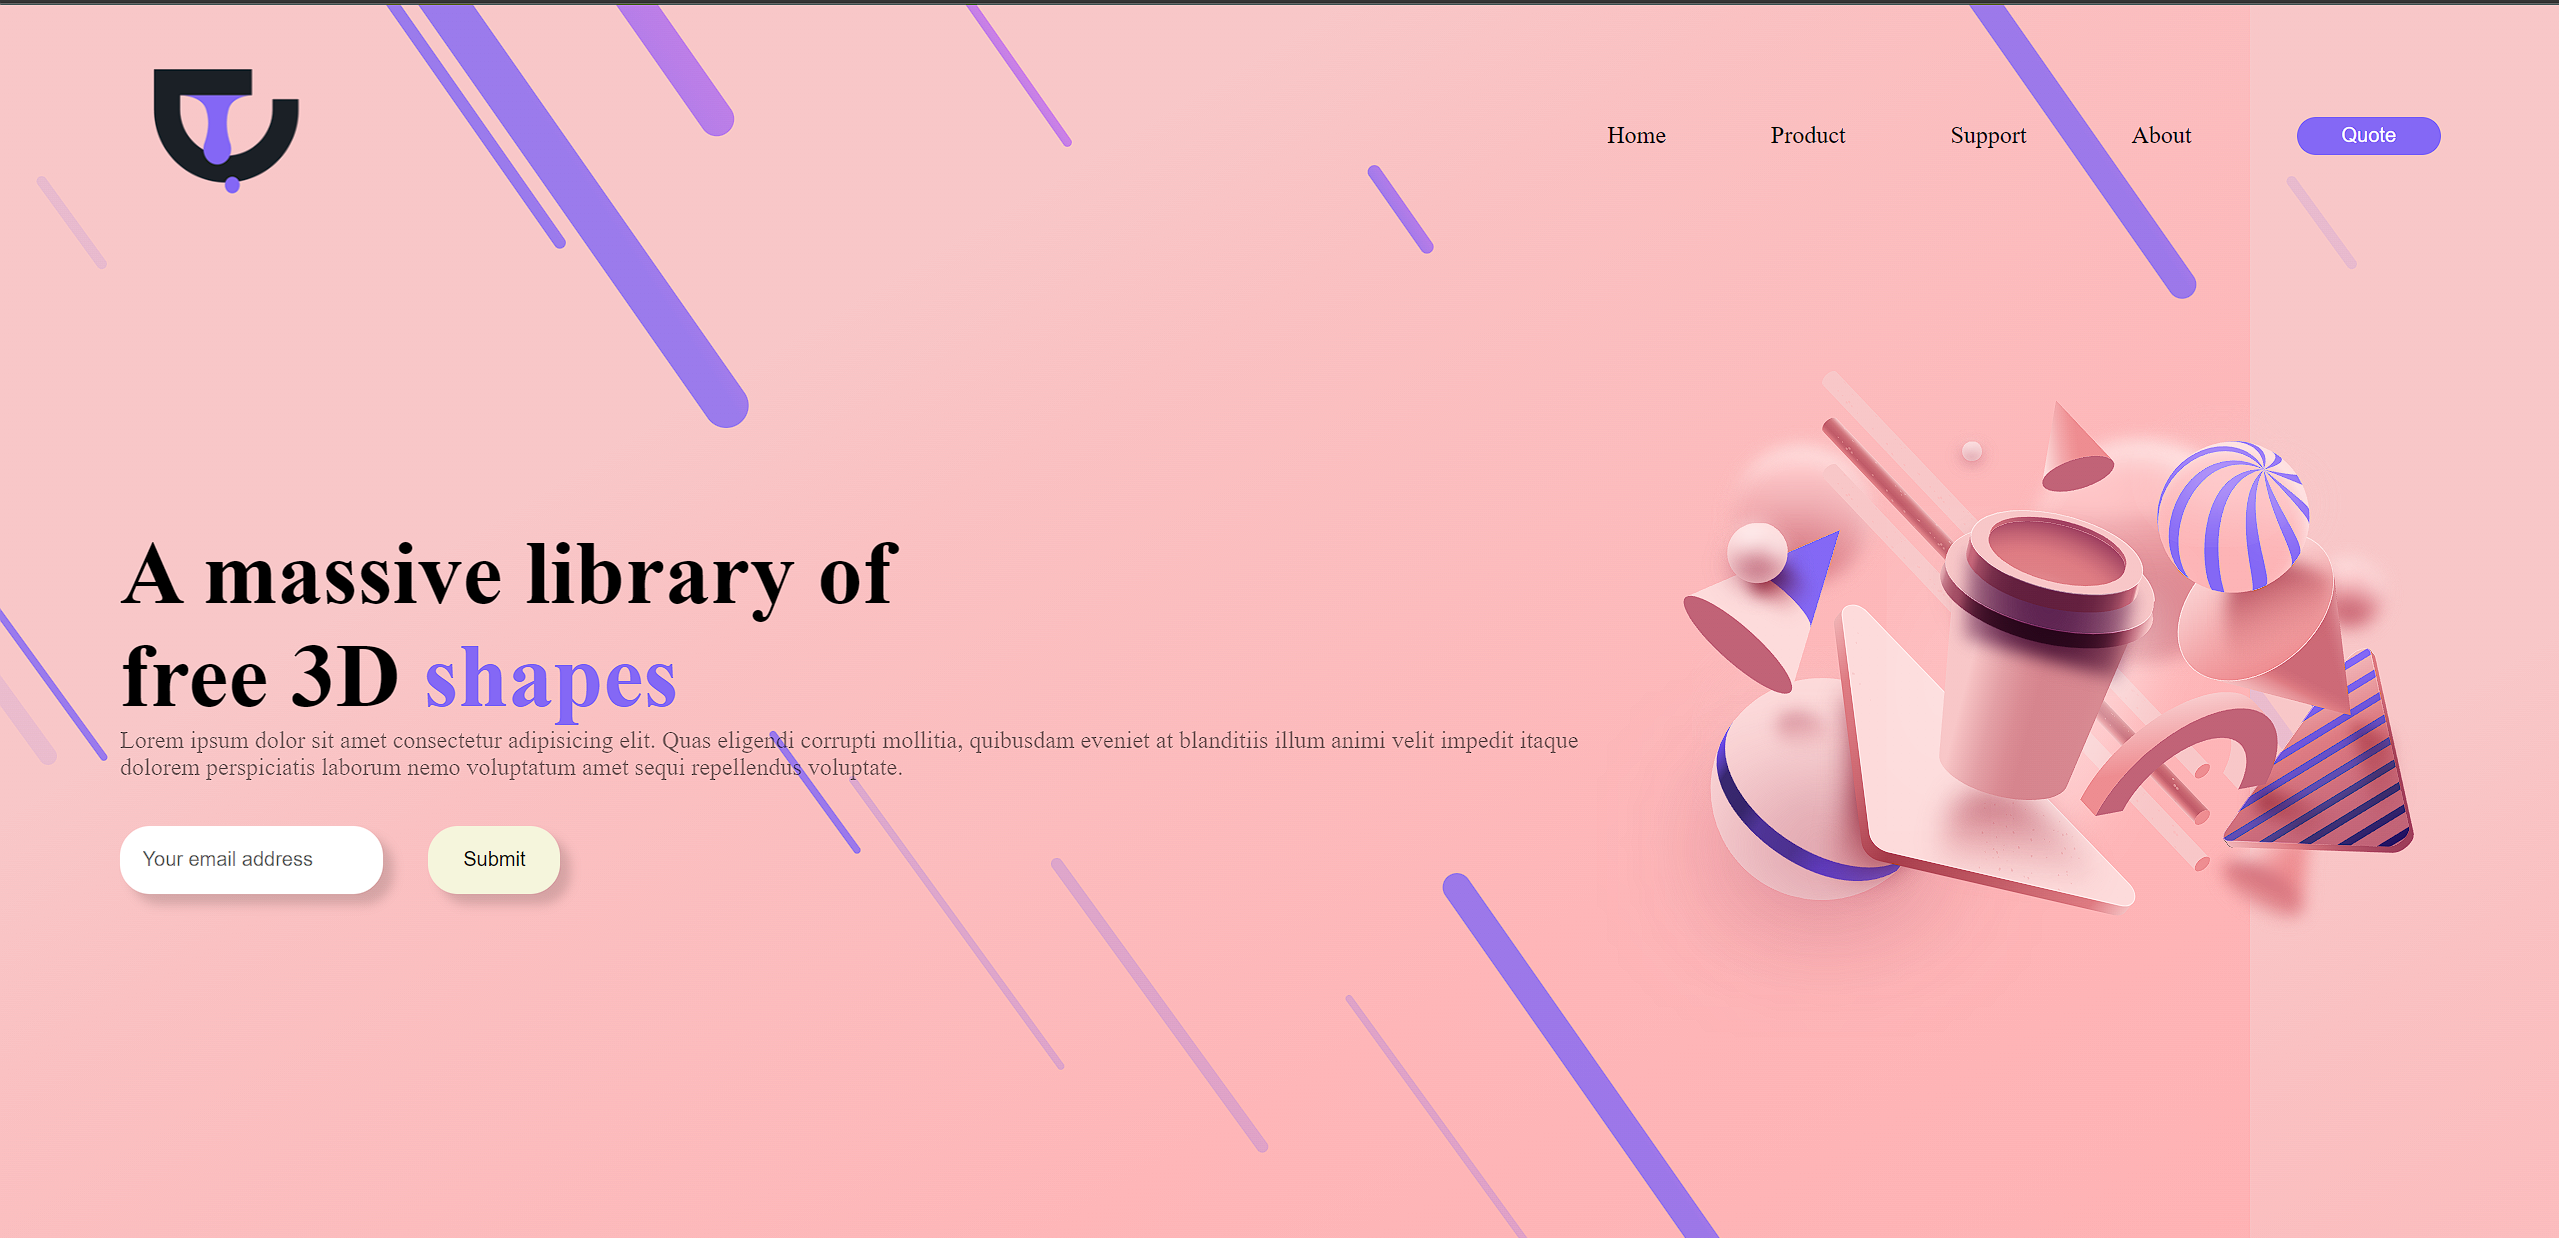 Home
Product
Support
About
Quote
A massive library of
free 3D shapes
Lorem ipsum dolor sit amet consectetur adipisicing elit. Quas eligendi corrupti mollitia, quibusdam eveniet at blanditiis illum animi velit impedit itaque
dolorem perspiciatis laborum nemo voluptatum amet sequi repellendus voluptate.
Your email address
Submit